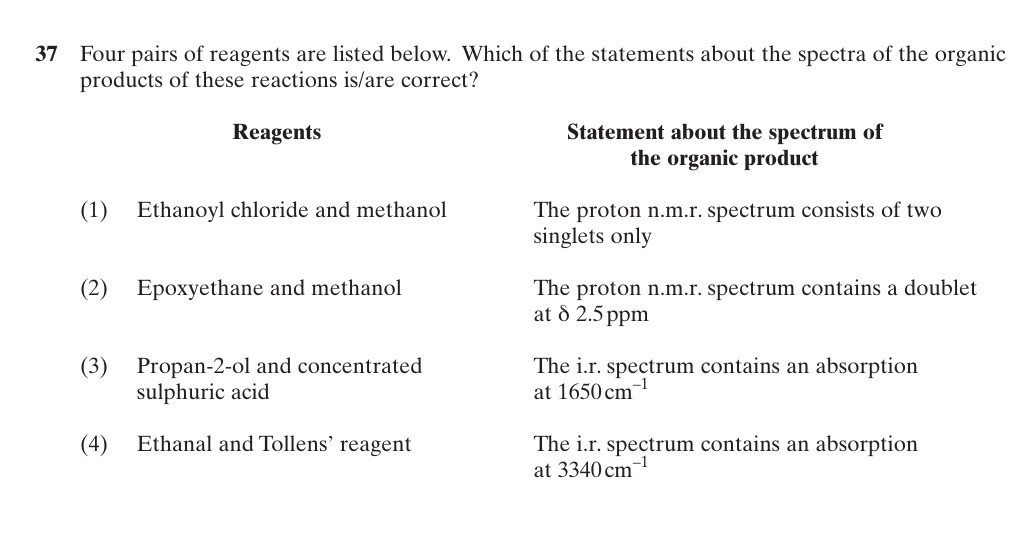 37 Four pairs of reagents are listed below. Which of the statements about the spectra of the organic
products of these reactions is/are correct?
Reagents Statement about the spectrum of
the organic product
(1) Ethanoyl chloride and methanol The proton n.m.r. spectrum consists of two
singlets only
(2) Epoxyethane and methanol The proton n.m.r. spectrum contains a doublet
at δ 2.5 ppm
(3) Propan-2-ol and concentrated The i.r. spectrum contains an absorption
sulphuric acid at 1650 cm⁻¹
(4) Ethanal and Tollens’ reagent The i.r. spectrum contains an absorption
at 3340 cm⁻¹